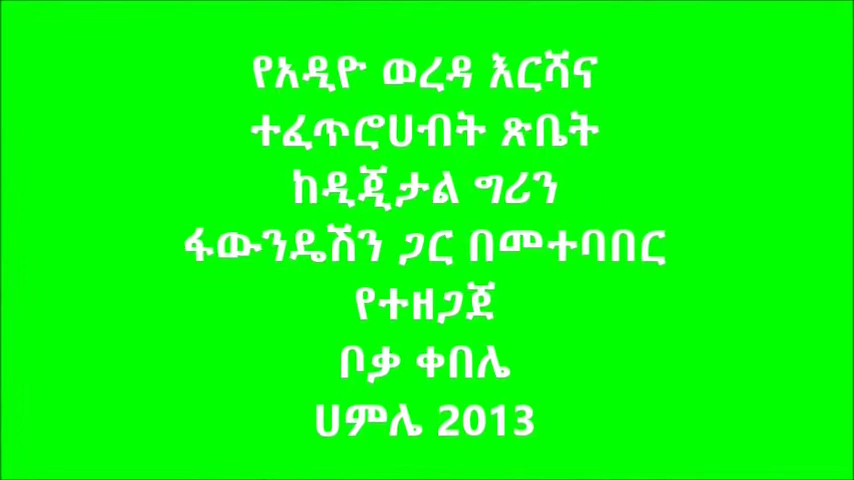 የአዲዮ ወረዳ እርሻና
ተፈጥሮሀብት ጽቤት
ከዲጂታል ግሪን
ፋውንዴሽን ጋር በመተባበር
የተዘጋጀ
ቦቃ ቀበሌ
ሀምሌ 2013